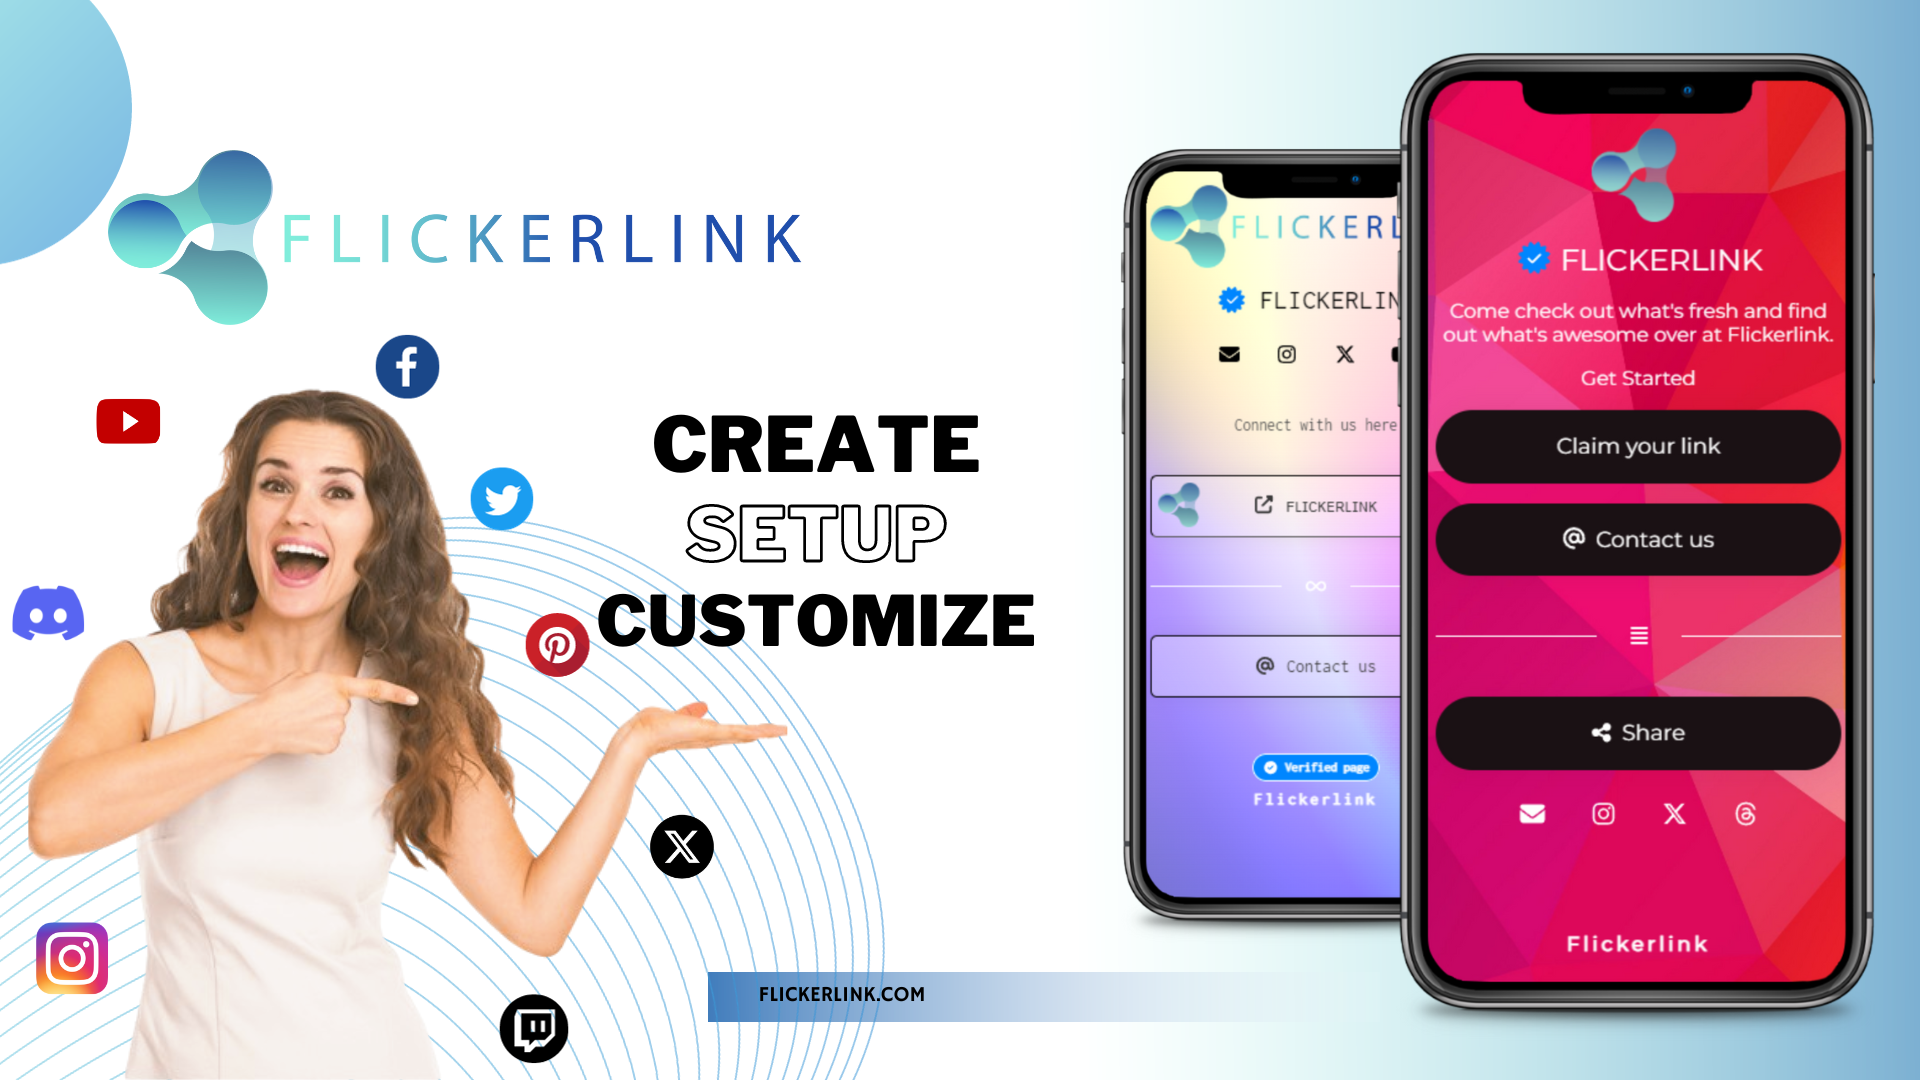 FLICKERLINK
CREATE
SETUP
CUSTOMIZE
FLICKERLINK.COM
FLICKERL
FLICKERLIN
Connect with us here
FLICKERLINK
@ Contact us
Verified page
Flickerlink
FLICKERLINK
Come check out what's fresh and find
out what's awesome over at Flickerlink.
Get Started
Claim your link
@ Contact us
Share
Flickerlink